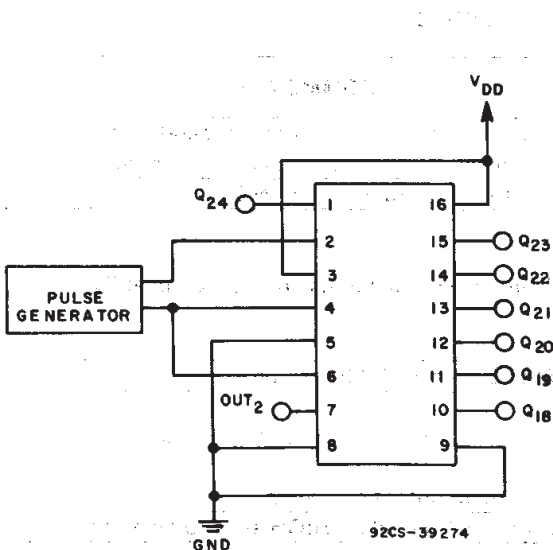 V DD
Q24
1
16
2
15
Q23
3
14
Q22
PULSE
GENERATOR
4
13
Q21
5
12
Q20
6
11
Q19
OUT2
7
10
Q18
8
9
GND
92CS-39274